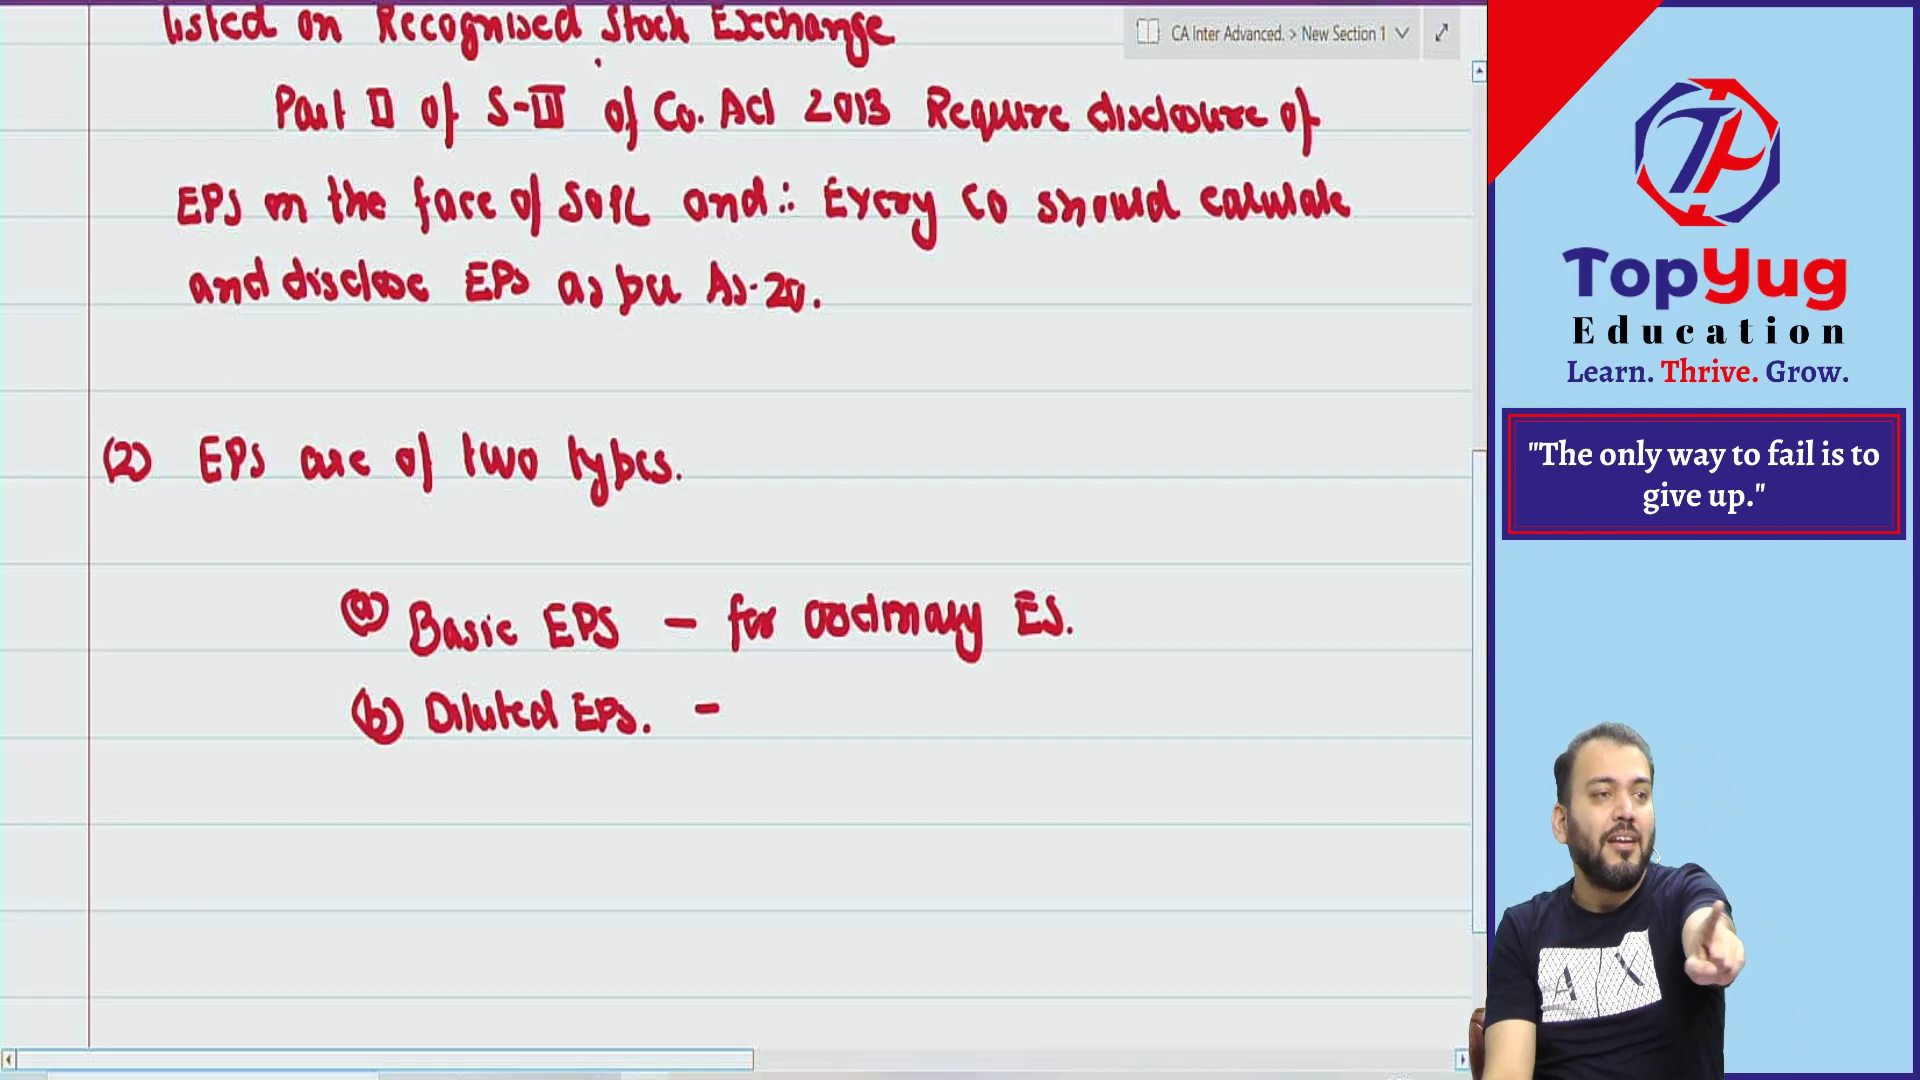 listed on Recognised Stock Exchange
Part II of S-III of Co. Act 2013 Require disclosure of
EPS on the face of SOPL and ∴ Every Co should calculate
and disclose EPS as per AS-20.
(2) EPS are of two types.
(a) Basic EPS - for ordinary ES.
(b) Diluted EPS. -
CA Inter Advanced. > New Section 1
TopYug
Education
Learn. Thrive. Grow.
"The only way to fail is to
give up."
A X